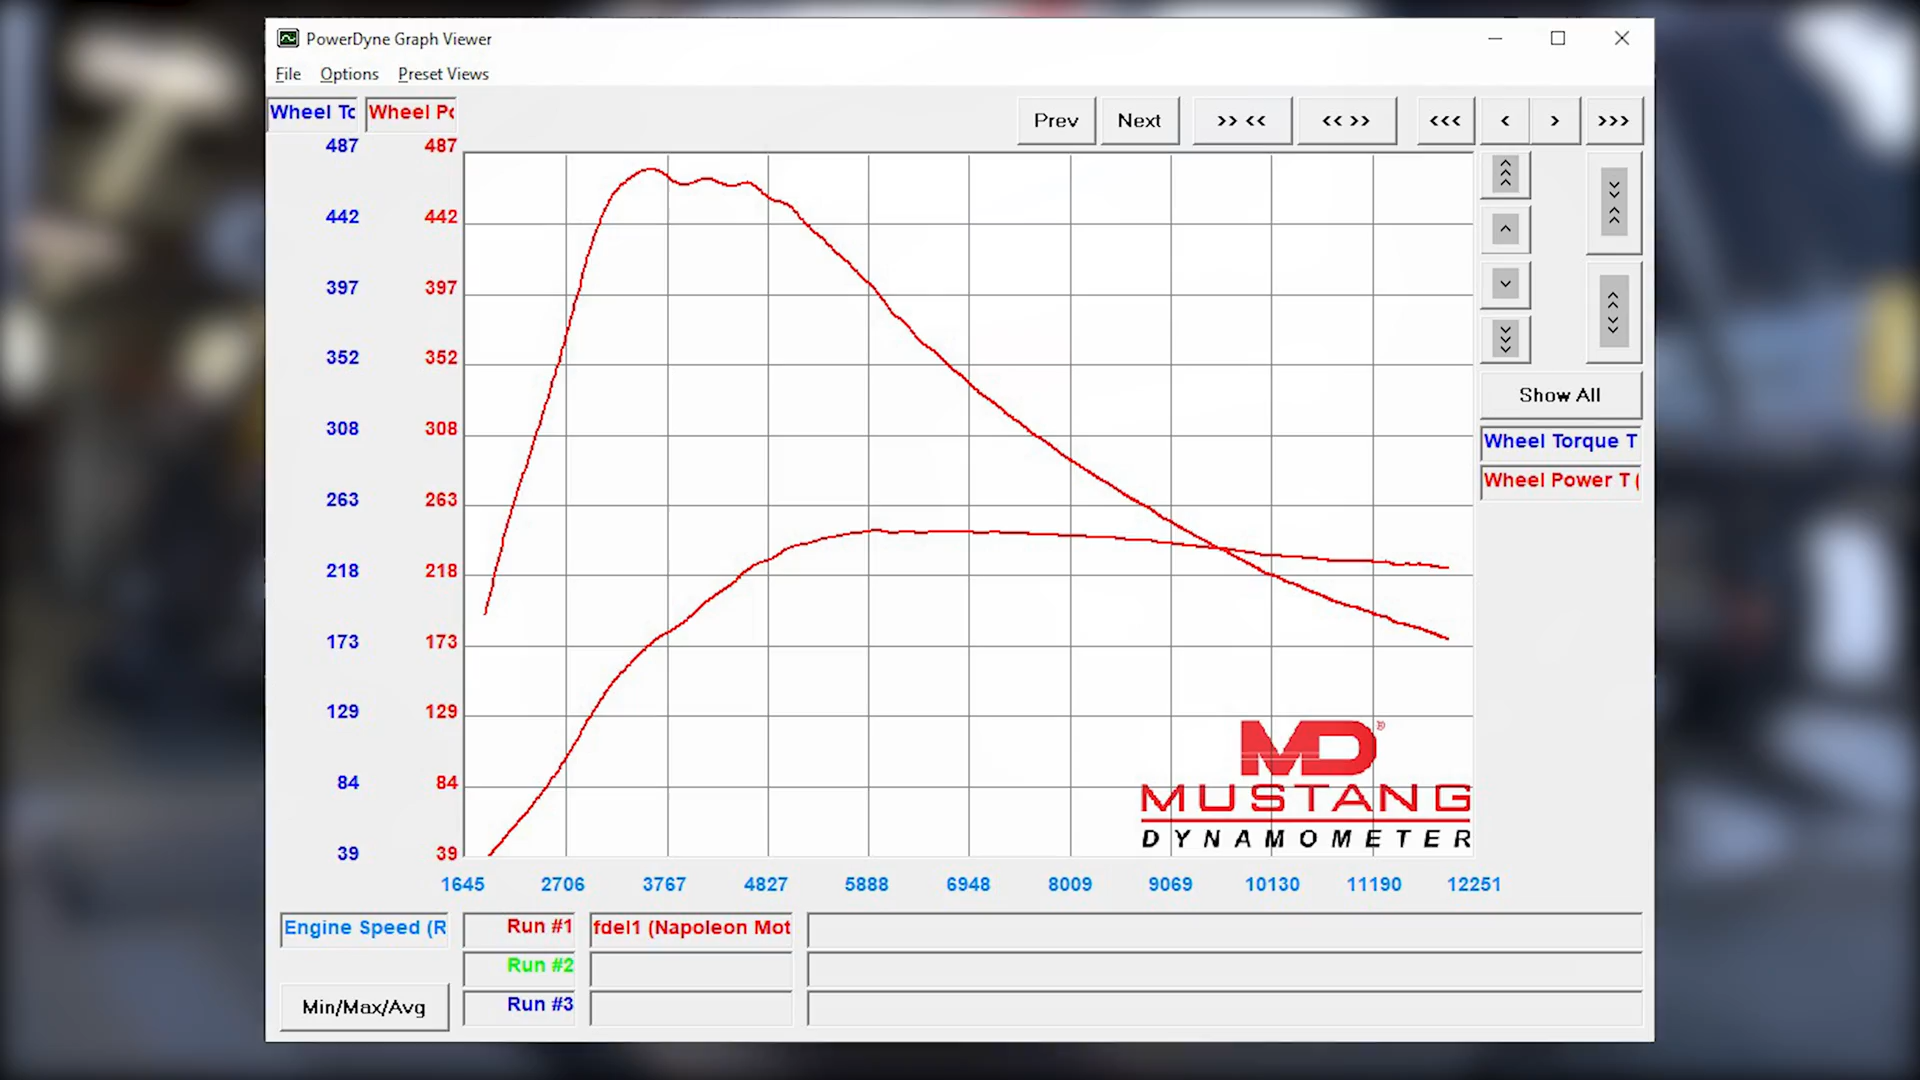 PowerDyne Graph Viewer
File Options Preset Views
Wheel Tc Wheel Pc
Prev Next >> << << >> <<< < > >>>
487 487
442 442
397 397
352 352
308 308
263 263
218 218
173 173
129 129
84 84
39 39
Show All
Wheel Torque T
Wheel Power T (
MD®
MUSTANG
DYNAMOMETER
1645 2706 3767 4827 5888 6948 8009 9069 10130 11190 12251
Engine Speed (R Run #1 fdel1 (Napoleon Mot
Run #2
Min/Max/Avg Run #3